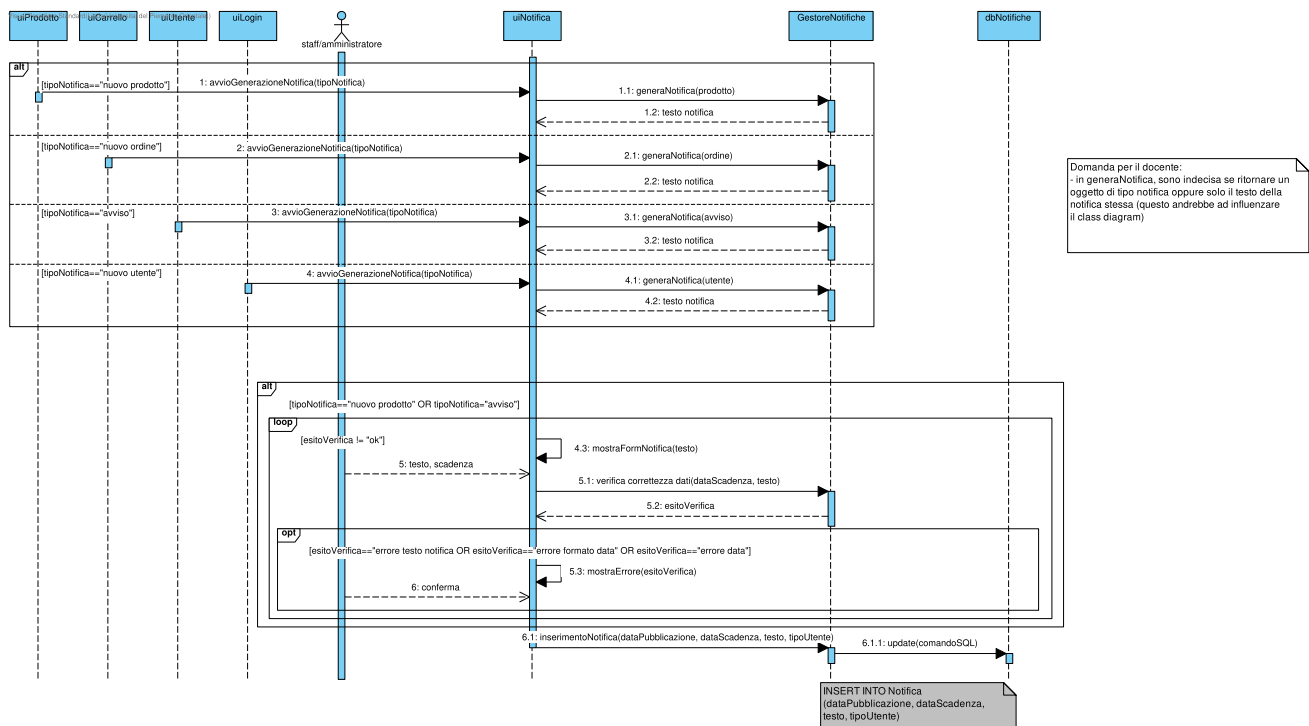 uiProdotto
uiCarrello
uiUtente
uiLogin
staff/amministratore
uiNotifica
GestoreNotifiche
dbNotifiche
alt
[tipoNotifica=="nuovo prodotto"]
1: avvioGenerazioneNotifica(tipoNotifica)
1.1: generaNotifica(prodotto)
1.2: testo notifica
[tipoNotifica=="nuovo ordine"]
2: avvioGenerazioneNotifica(tipoNotifica)
2.1: generaNotifica(ordine)
2.2: testo notifica
[tipoNotifica=="avviso"]
3: avvioGenerazioneNotifica(tipoNotifica)
3.1: generaNotifica(avviso)
3.2: testo notifica
[tipoNotifica=="nuovo utente"]
4: avvioGenerazioneNotifica(tipoNotifica)
4.1: generaNotifica(utente)
4.2: testo notifica
Domanda per il docente:
- in generaNotifica, sono indecisa se ritornare un
oggetto di tipo notifica oppure solo il testo della
notifica stessa (questo andrebbe ad influenzare
il class diagram)
alt
[tipoNotifica=="nuovo prodotto" OR tipoNotifica="avviso"]
loop
[esitoVerifica != "ok"]
4.3: mostraFormNotifica(testo)
5: testo, scadenza
5.1: verifica correttezza dati(dataScadenza, testo)
5.2: esitoVerifica
opt
[esitoVerifica=="errore testo notifica OR esitoVerifica=="errore formato data" OR esitoVerifica=="errore data"]
5.3: mostraErrore(esitoVerifica)
6: conferma
6.1: inserimentoNotifica(dataPubblicazione, dataScadenza, testo, tipoUtente)
6.1.1: update(comandoSQL)
INSERT INTO Notifica
(dataPubblicazione, dataScadenza,
testo, tipoUtente)